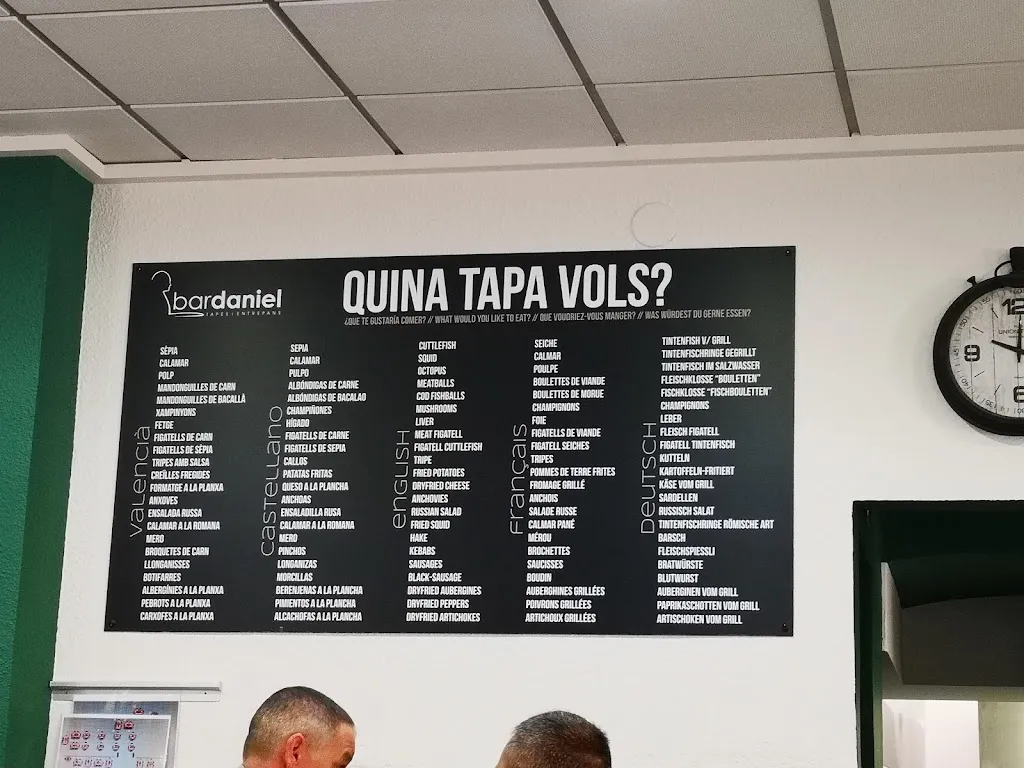 bardaniel
TAPES I ENTREPANS
QUINA TAPA VOLS?
¿QUE TE GUSTARÍA COMER? // WHAT WOULD YOU LIKE TO EAT? // QUE VOUDRIEZ-VOUS MANGER? // WAS WÜRDEST DU GERNE ESSEN?
Valencià
SÈPIA
CALAMAR
POLP
MANDONGUILLES DE CARN
MANDONGUILLES DE BACALLÀ
XAMPINYONS
FETGE
FIGATELLS DE CARN
FIGATELLS DE SÈPIA
TRIPES AMB SALSA
CREÏLLES FREGIDES
FORMATGE A LA PLANXA
ANXOVES
ENSALADA RUSSA
CALAMAR A LA ROMANA
MERO
BROQUETES DE CARN
LLONGANISSES
BOTIFARRES
ALBERGÍNIES A LA PLANXA
PEBROTS A LA PLANXA
CARXOFES A LA PLANXA
Castellano
SEPIA
CALAMAR
PULPO
ALBÓNDIGAS DE CARNE
ALBÓNDIGAS DE BACALAO
CHAMPIÑONES
HÍGADO
FIGATELLS DE CARNE
FIGATELLS DE SEPIA
CALLOS
PATATAS FRITAS
QUESO A LA PLANCHA
ANCHOAS
ENSALADILLA RUSA
CALAMAR A LA ROMANA
MERO
PINCHOS
LONGANIZAS
MORCILLAS
BERENJENAS A LA PLANCHA
PIMIENTOS A LA PLANCHA
ALCACHOFAS A LA PLANCHA
English
CUTTLEFISH
SQUID
OCTOPUS
MEATBALLS
COD FISHBALLS
MUSHROOMS
LIVER
MEAT FIGATELL
FIGATELL CUTTLEFISH
TRIPE
FRIED POTATOES
DRYFRIED CHEESE
ANCHOVIES
RUSSIAN SALAD
FRIED SQUID
HAKE
KEBABS
SAUSAGES
BLACK-SAUSAGE
DRYFRIED AUBERGINES
DRYFRIED PEPPERS
DRYFRIED ARTICHOKES
Français
SEICHE
CALMAR
POULPE
BOULETTES DE VIANDE
BOULETTES DE MORUE
CHAMPIGNONS
FOIE
FIGATELLS DE VIANDE
FIGATELL SEICHES
TRIPES
POMMES DE TERRE FRITES
FROMAGE GRILLÉ
ANCHOIS
SALADE RUSSE
CALMAR PANÉ
MÉROU
BROCHETTES
SAUCISSES
BOUDIN
AUBERGHINES GRILLÉES
POIVRONS GRILLÉES
ARTICHOUX GRILLÉES
Deutsch
TINTENFISH V/ GRILL
TINTENFISCHRINGE GEGRILLT
TINTENFISCH IM SALZWASSER
FLEISCHKLOSSE "BOULETTEN"
FISCHKLOSSE "FISCHBOULETTEN"
CHAMPIGNONS
LEBER
FLEISCH FIGATELL
FIGATELL TINTENFISCH
KUTTELN
KARTOFFELN-FRITIERT
KÄSE VOM GRILL
SARDELLEN
RUSSISCH SALAT
TINTENFISCHRINGE RÖMISCHE ART
BARSCH
FLEISCHSPIESSLI
BRATWÜRSTE
BLUTWURST
AUBERGINEN VOM GRILL
PAPRIKASCHOTTEN VOM GRILL
ARTISCHOKEN VOM GRILL
12
9
6